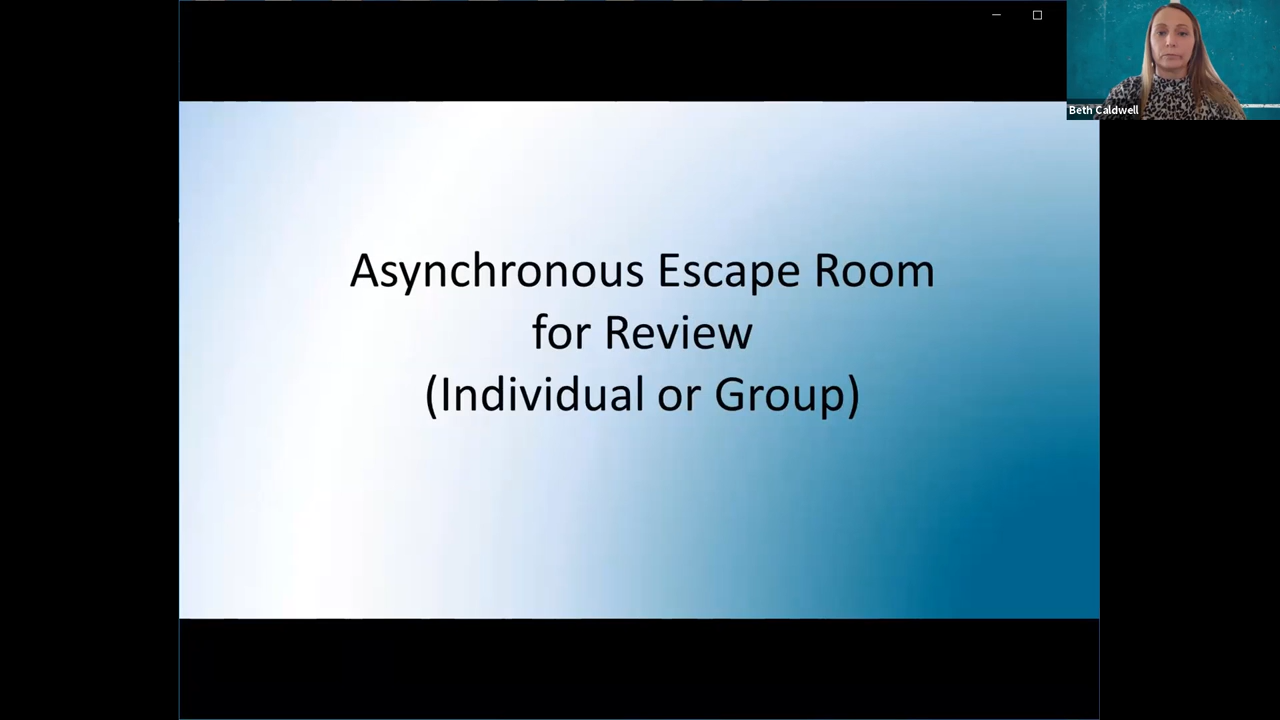 Beth Caldwell
Asynchronous Escape Room
for Review
(Individual or Group)